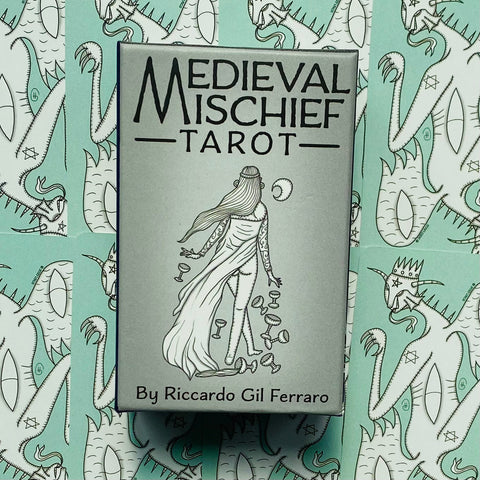 MEDIEVAL
MISCHIEF
TAROT
By Riccardo Gil Ferraro